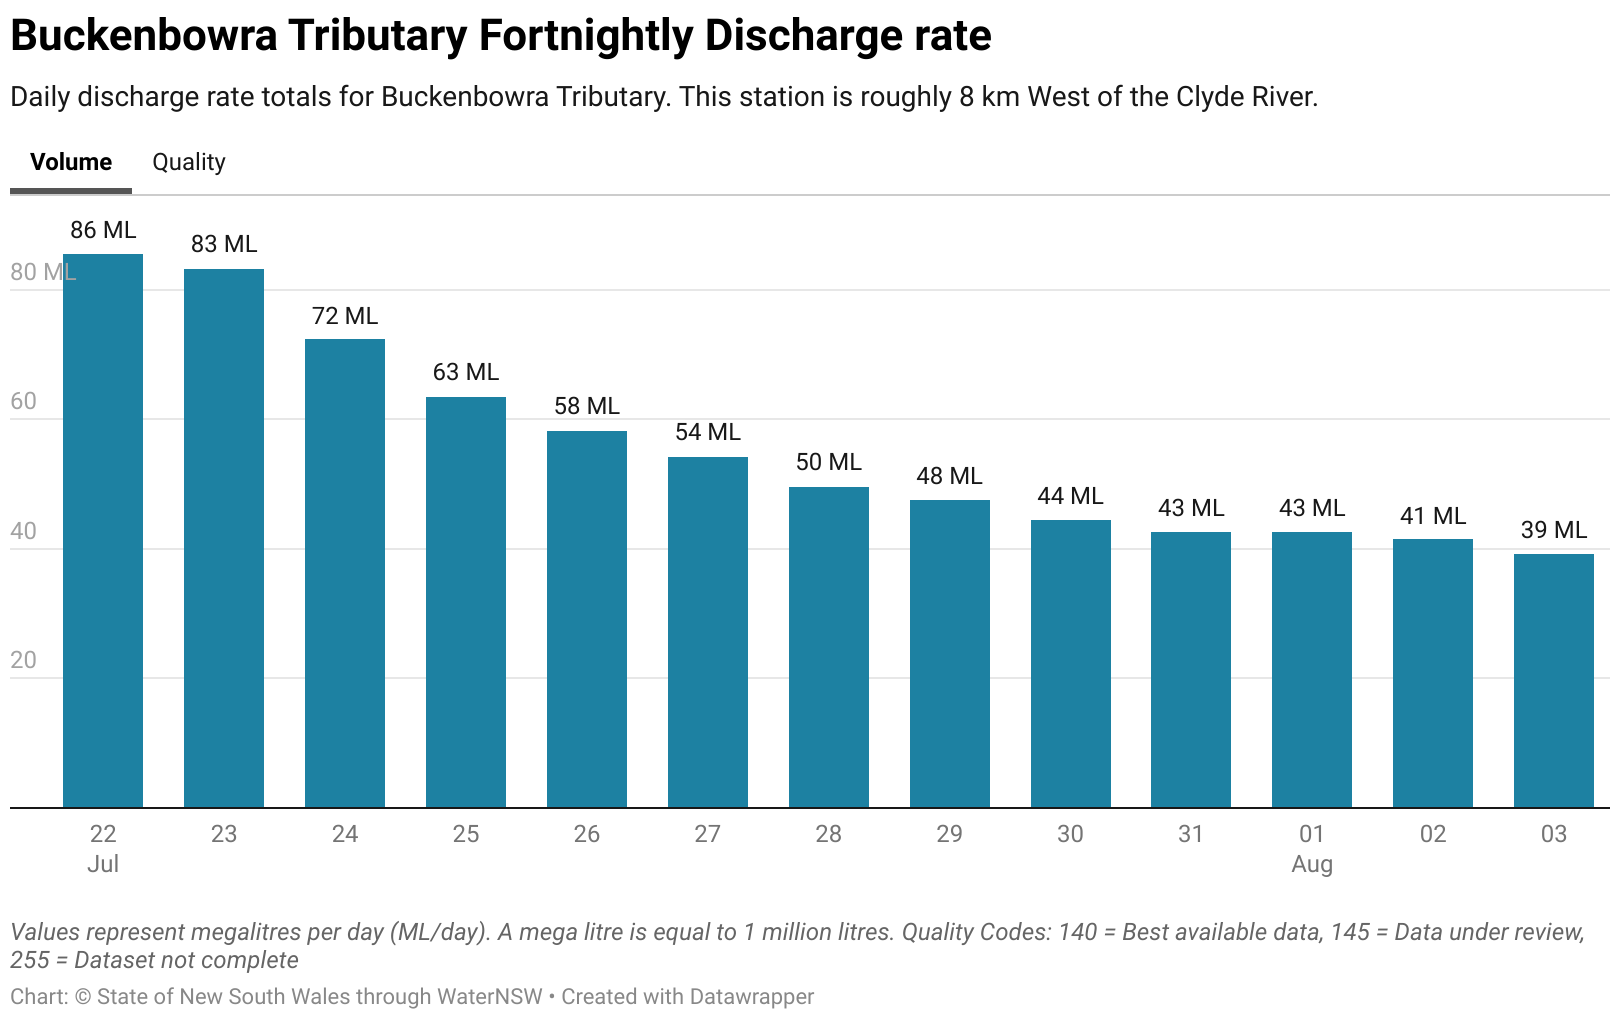 Buckenbowra Tributary Fortnightly Discharge rate
Daily discharge rate totals for Buckenbowra Tributary. This station is roughly 8 km West of the Clyde River.
Volume Quality
86 ML
83 ML
80 ML
72 ML
63 ML
60
58 ML
54 ML
50 ML
48 ML
44 ML
43 ML
43 ML
41 ML
39 ML
40
20
22 23 24 25 26 27 28 29 30 31 01 02 03
Jul Aug
Values represent megalitres per day (ML/day). A mega litre is equal to 1 million litres. Quality Codes: 140 = Best available data, 145 = Data under review,
255 = Dataset not complete
Chart: © State of New South Wales through WaterNSW • Created with Datawrapper